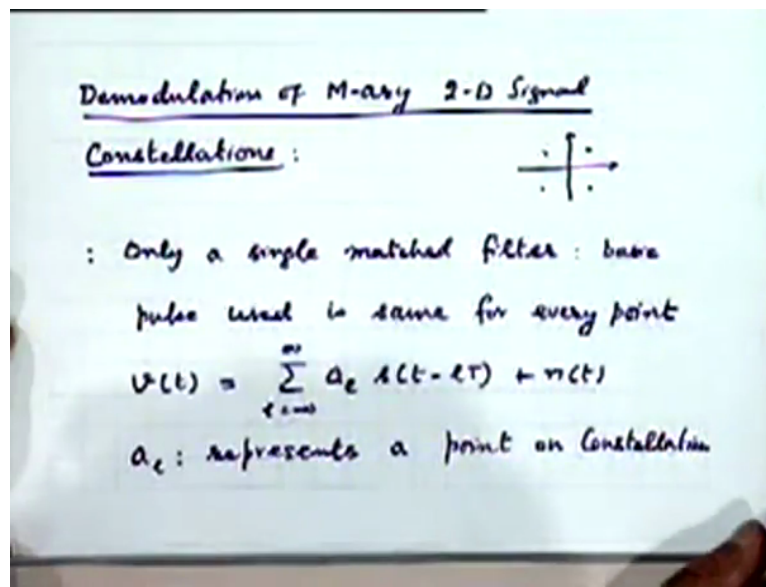 Demodulation of M-ary 2-D Signal
Constellations :
: Only a single matched filter : basic
pulse used is same for every point
v(t) = ∞ Σ ℓ=-∞ a_ℓ s(t - ℓT) + n(t)
a_ℓ : represents a point on Constellation